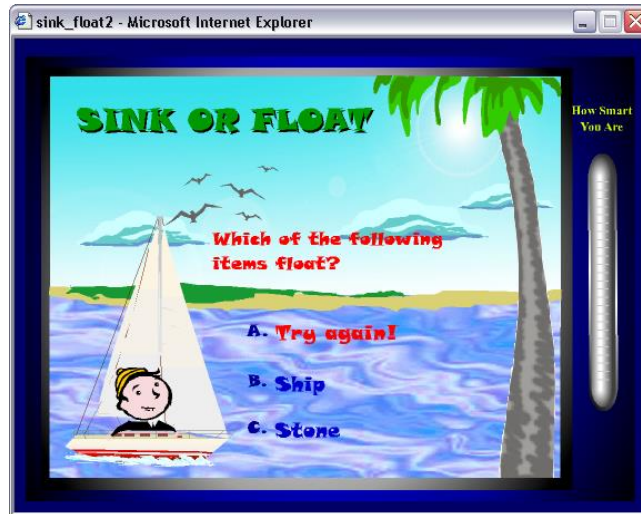 sink_float2 - Microsoft Internet Explorer
SINK OR FLOAT
How Smart
You Are
Which of the following
items float?
A. Try again!
B. Ship
C. Stone